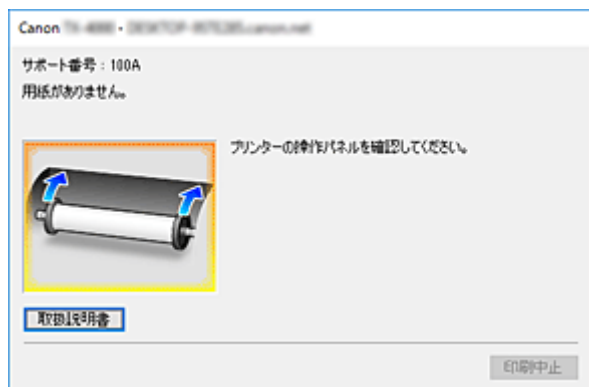 Canon
サポート番号：100A
用紙がありません。
プリンターの操作パネルを確認してください。
取扱説明書
印刷中止